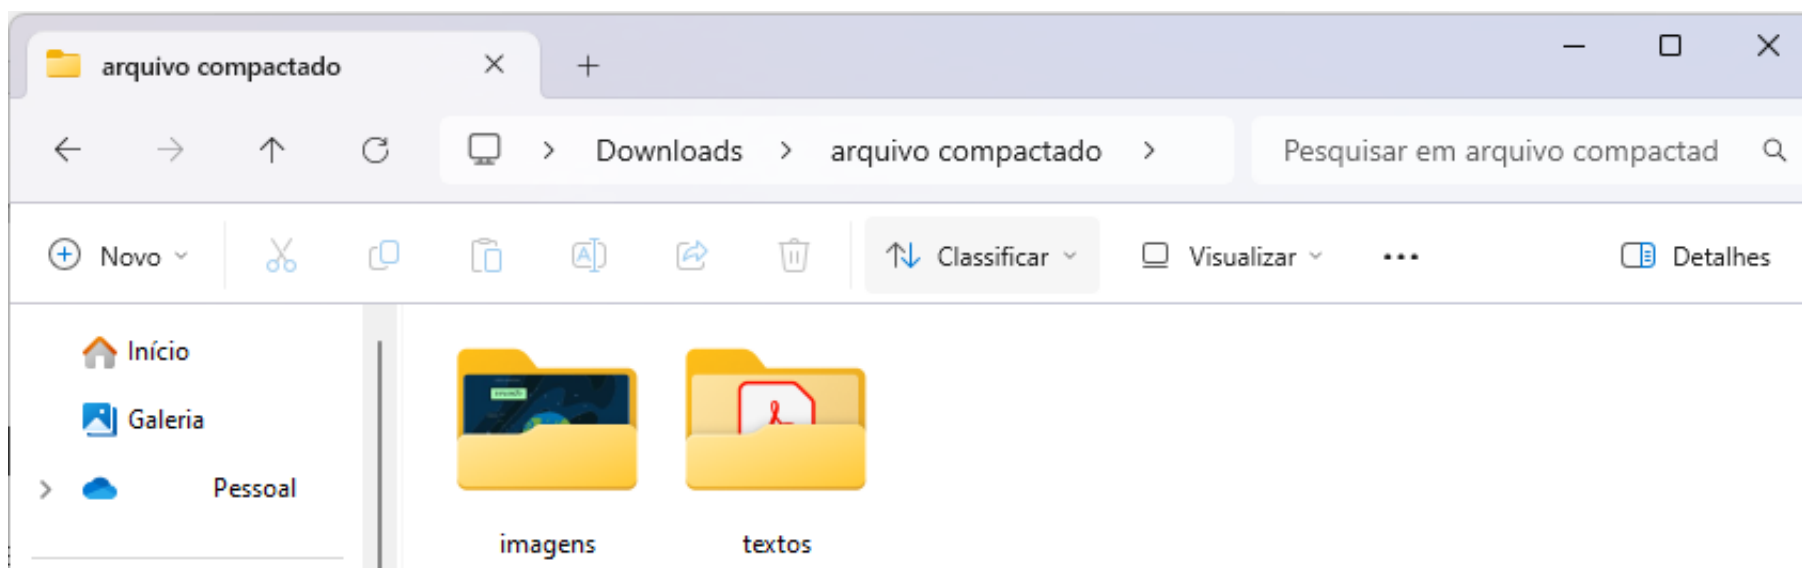 arquivo compactado
Downloads > arquivo compactado >
Pesquisar em arquivo compactad
Novo
Classificar
Visualizar
Detalhes
Início
Galeria
Pessoal
imagens
textos